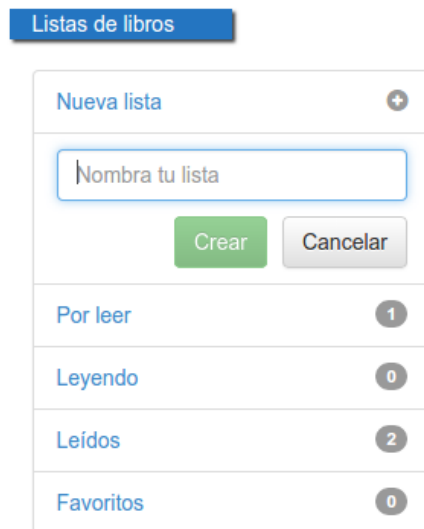 Listas de libros
Nueva lista
Nombra tu lista
Crear Cancelar
Por leer 1
Leyendo 0
Leídos 2
Favoritos 0